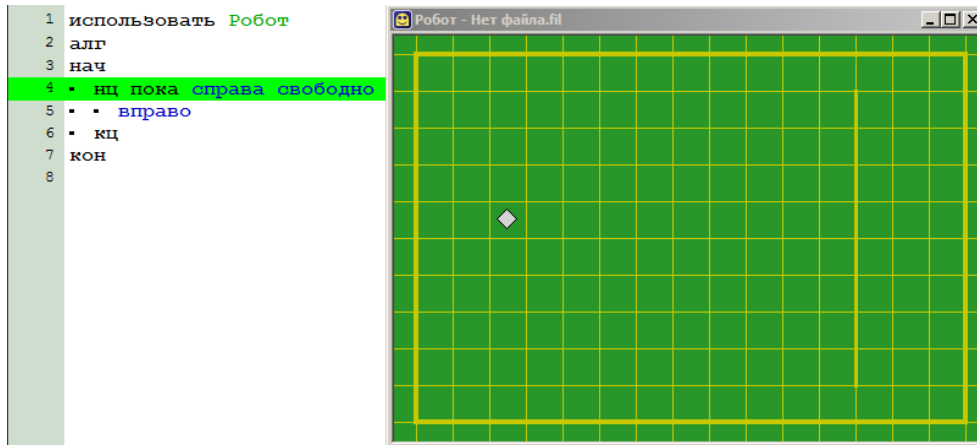 1 использовать Робот
2 алг
3 нач
4 ▪ нц пока справа свободно
5 ▪ ▪ вправо
6 ▪ кц
7 кон
8
Робот - Нет файла.fil